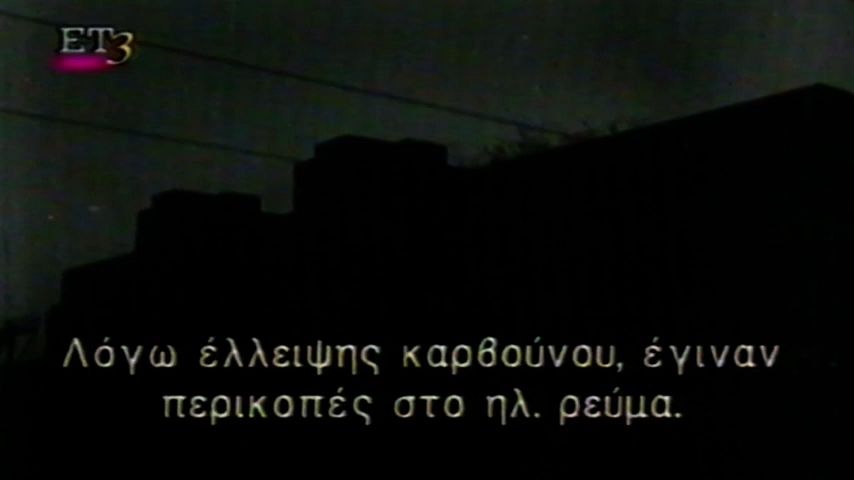 ET3
Λόγω έλλειψης καρβούνου, έγιναν
περικοπές στο ηλ. ρεύμα.